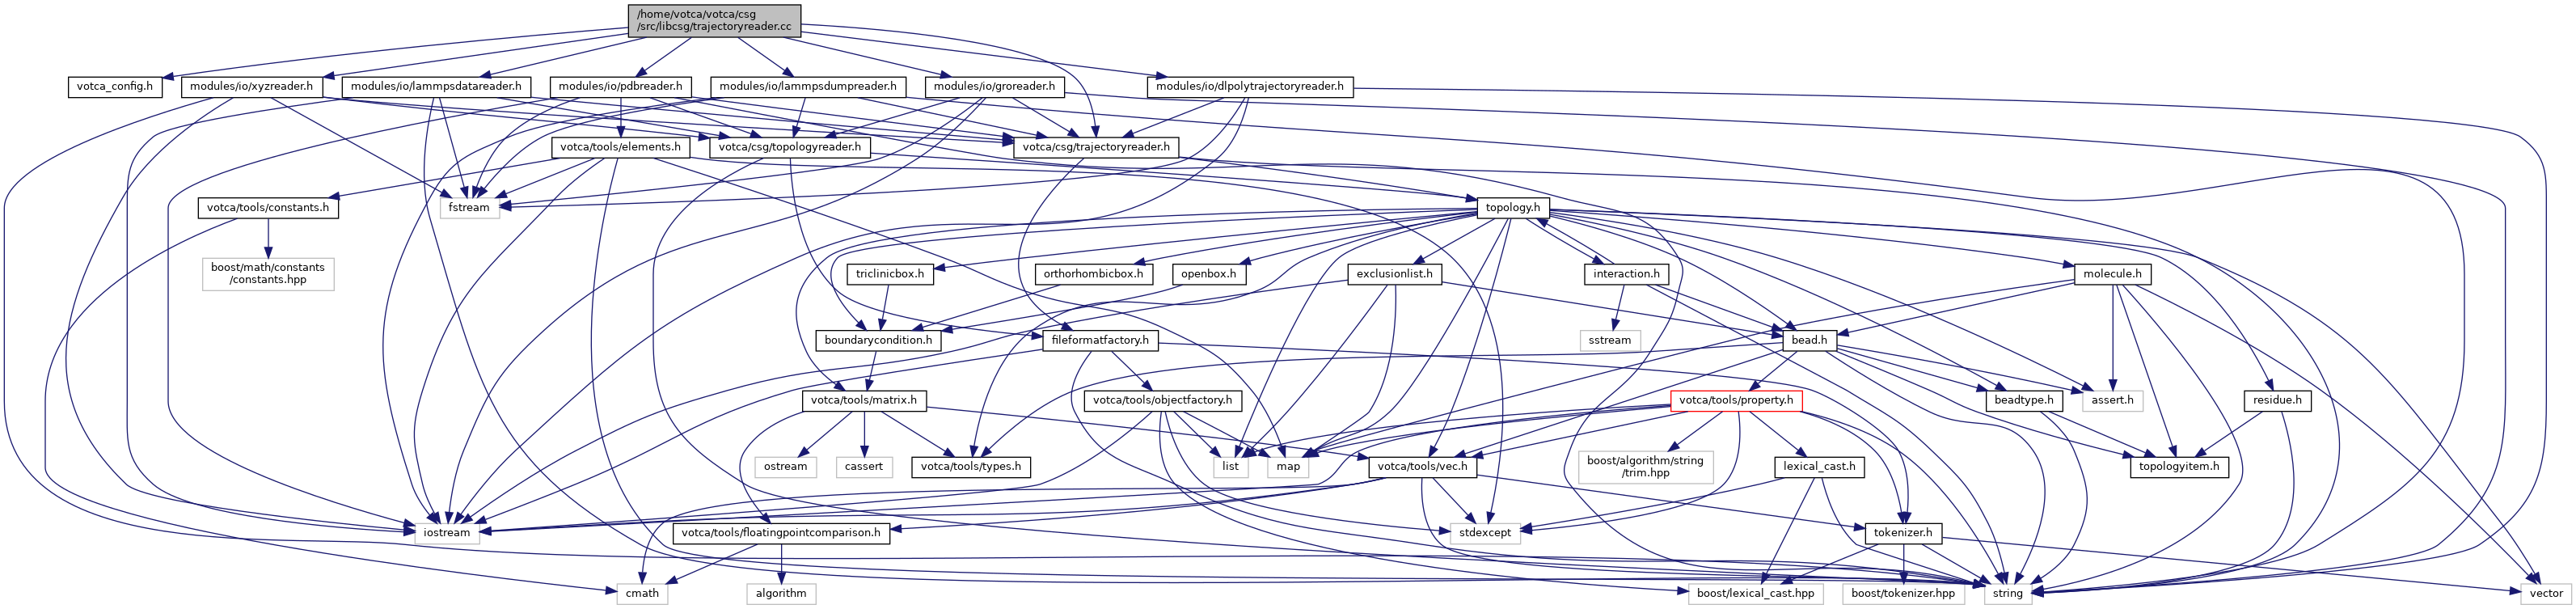 /home/votca/votca/csg
/src/libcsg/trajectoryreader.cc
votca_config.h
modules/io/xyzreader.h
modules/io/lammpsdatareader.h
modules/io/pdbreader.h
modules/io/lammpsdumpreader.h
modules/io/groreader.h
modules/io/dlpolytrajectoryreader.h
votca/tools/elements.h
votca/csg/topologyreader.h
votca/csg/trajectoryreader.h
votca/tools/constants.h
fstream
topology.h
boost/math/constants
/constants.hpp
triclinicbox.h
orthorhombicbox.h
openbox.h
exclusionlist.h
interaction.h
molecule.h
boundarycondition.h
fileformatfactory.h
sstream
bead.h
votca/tools/matrix.h
votca/tools/objectfactory.h
votca/tools/property.h
beadtype.h
assert.h
residue.h
ostream
cassert
votca/tools/types.h
list
map
votca/tools/vec.h
boost/algorithm/string
/trim.hpp
lexical_cast.h
topologyitem.h
iostream
votca/tools/floatingpointcomparison.h
stdexcept
tokenizer.h
cmath
algorithm
boost/lexical_cast.hpp
boost/tokenizer.hpp
string
vector